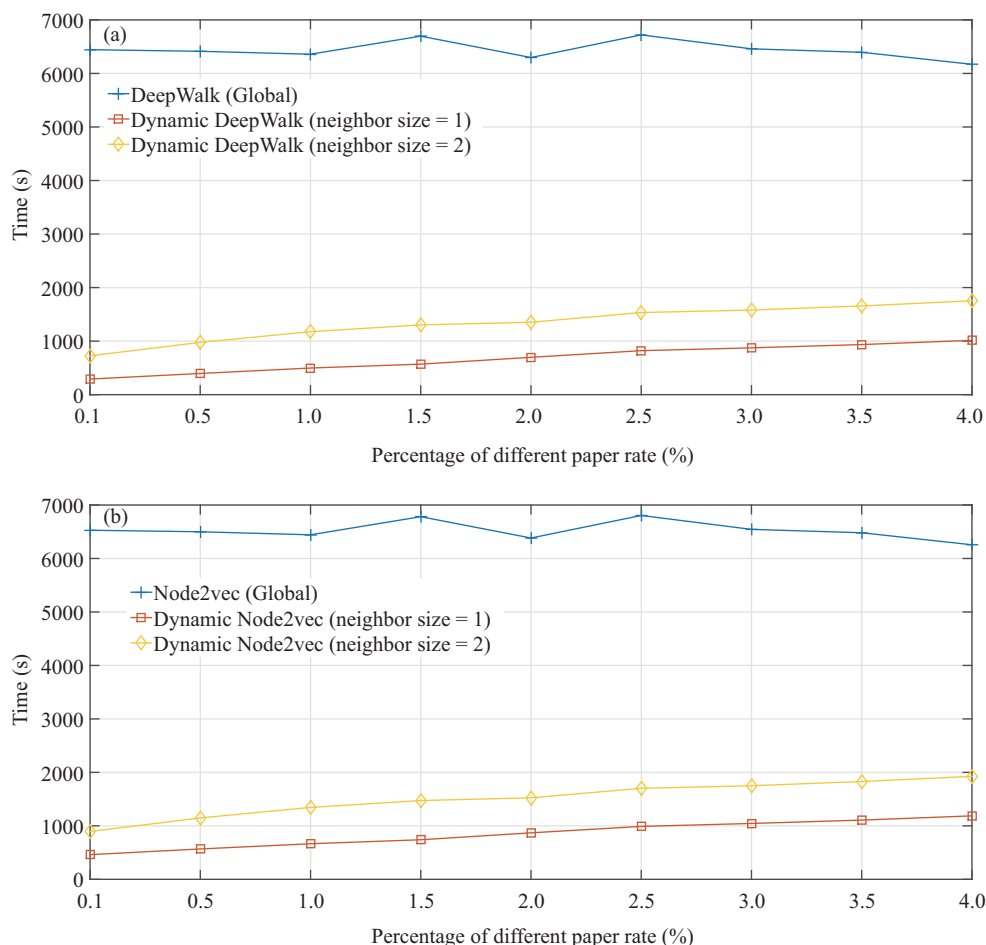 (a)
7000
6000
5000
4000
3000
2000
1000
0
Time (s)
DeepWalk (Global)
Dynamic DeepWalk (neighbor size = 1)
Dynamic DeepWalk (neighbor size = 2)
0.1 0.5 1.0 1.5 2.0 2.5 3.0 3.5 4.0
Percentage of different paper rate (%)
(b)
7000
6000
5000
4000
3000
2000
1000
0
Time (s)
Node2vec (Global)
Dynamic Node2vec (neighbor size = 1)
Dynamic Node2vec (neighbor size = 2)
0.1 0.5 1.0 1.5 2.0 2.5 3.0 3.5 4.0
Percentage of different paper rate (%)